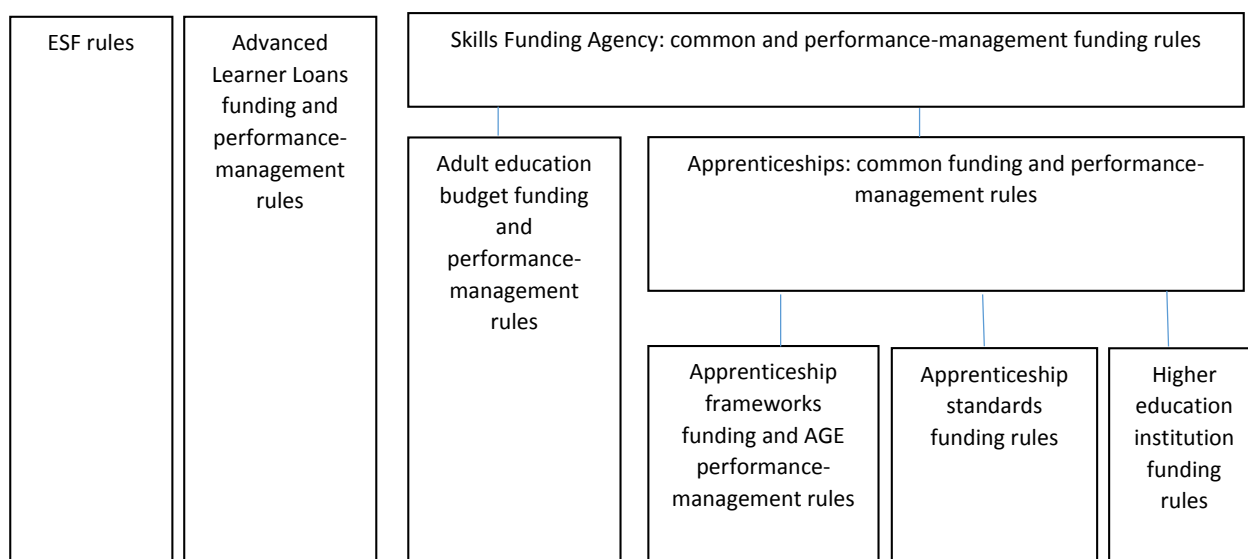 ESF rules
Advanced
Learner Loans
funding and
performance-
management
rules
Skills Funding Agency: common and performance-management funding rules
Adult education
budget funding
and
performance-
management
rules
Apprenticeships: common funding and performance-
management rules
Apprenticeship
frameworks
funding and AGE
performance-
management rules
Apprenticeship
standards
funding rules
Higher
education
institution
funding
rules